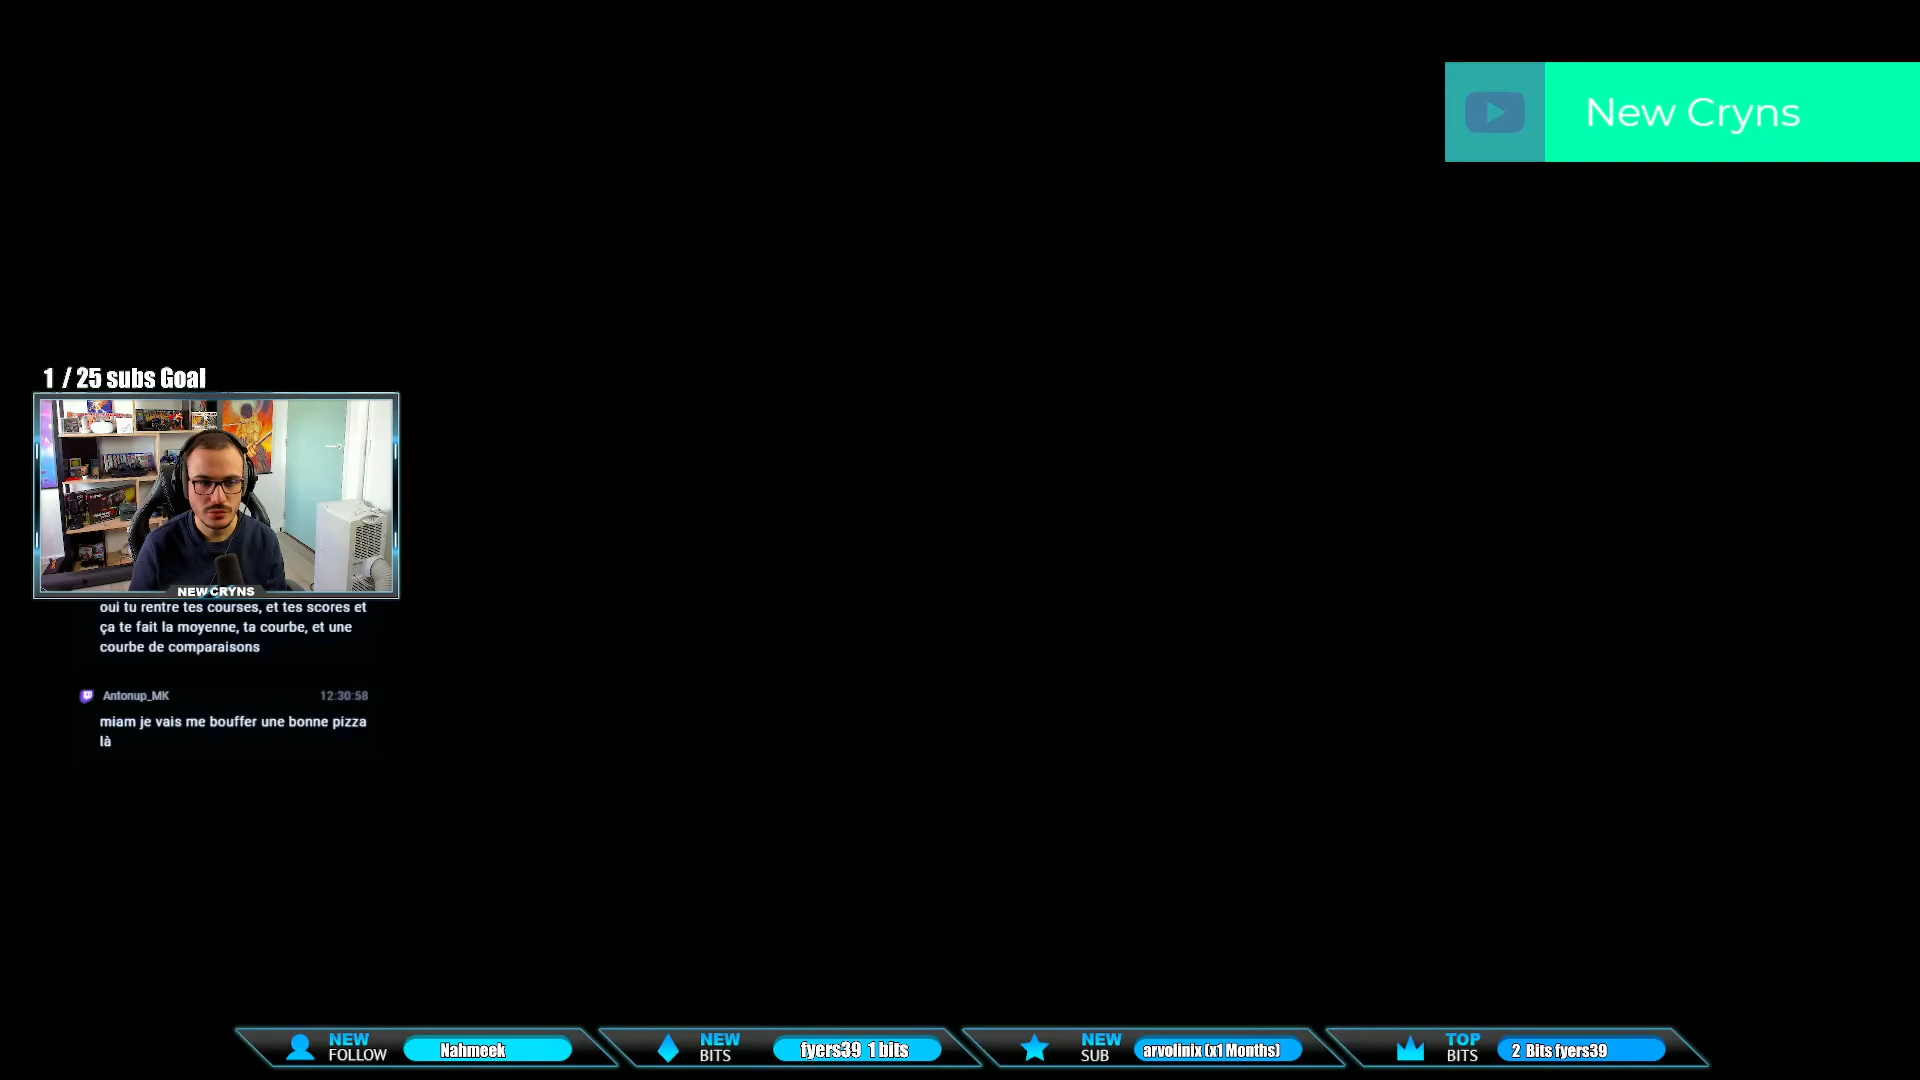 New Cryns
1 / 25 subs Goal
NEW CRYNS
oui tu rentre tes courses, et tes scores et
ça te fait la moyenne, ta courbe, et une
courbe de comparaisons
Antonup_MK 12:30:58
miam je vais me bouffer une bonne pizza
là
NEW FOLLOW Nahmeek
NEW BITS fyers39 1 bits
NEW SUB arvolinix (x1 Months)
TOP BITS 2 Bits fyers39